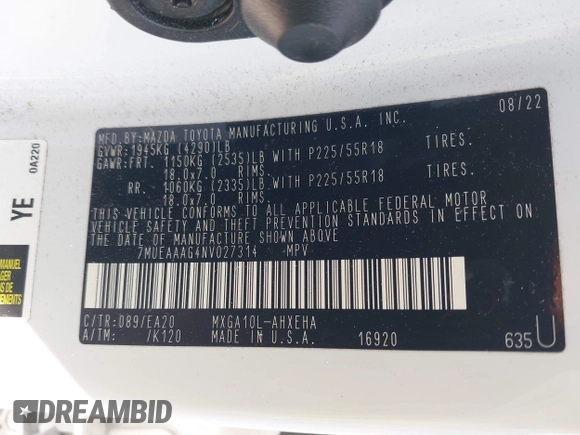 MFD.BY:MAZDA TOYOTA MANUFACTURING U.S.A. INC. 08/22
GVWR:1945KG (4290)LB
GAWR:FRT. 1150KG (2535)LB WITH P225/55R18 TIRES.
18.0x7.0 RIMS.
RR. 1060KG (2335)LB WITH P225/55R18 TIRES.
18.0x7.0 RIMS.
THIS VEHICLE CONFORMS TO ALL APPLICABLE FEDERAL MOTOR
VEHICLE SAFETY AND THEFT PREVENTION STANDARDS IN EFFECT ON
THE DATE OF MANUFACTURE SHOWN ABOVE
7MUEAAAG4NV027314 MPV
C/TR:089/EA20 MXGA10L-AHXEHA
A/TM: /K120 MADE IN U.S.A. 16920 635 U
YE 0A220
MANUEL
GER
ON DES
DREAMBID